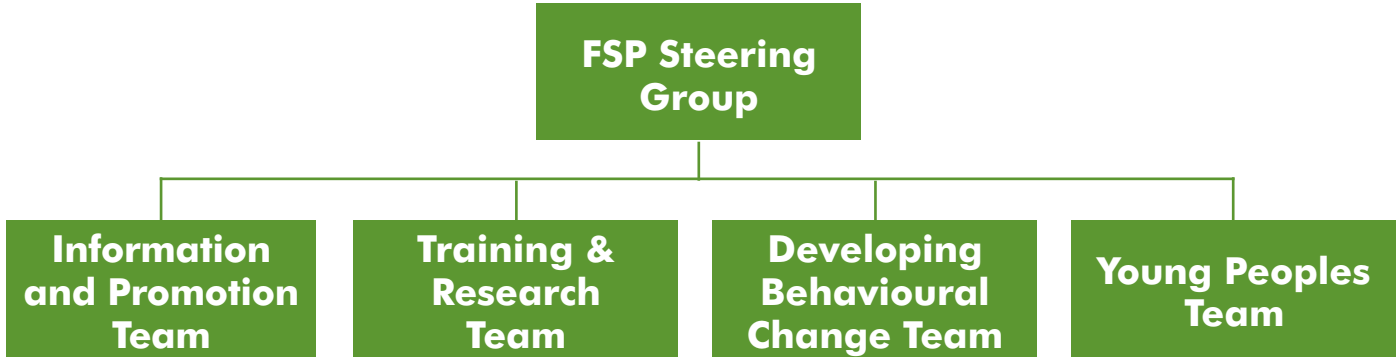 FSP Steering
Group
Information
and Promotion
Team
Training &
Research
Team
Developing
Behavioural
Change Team
Young Peoples
Team